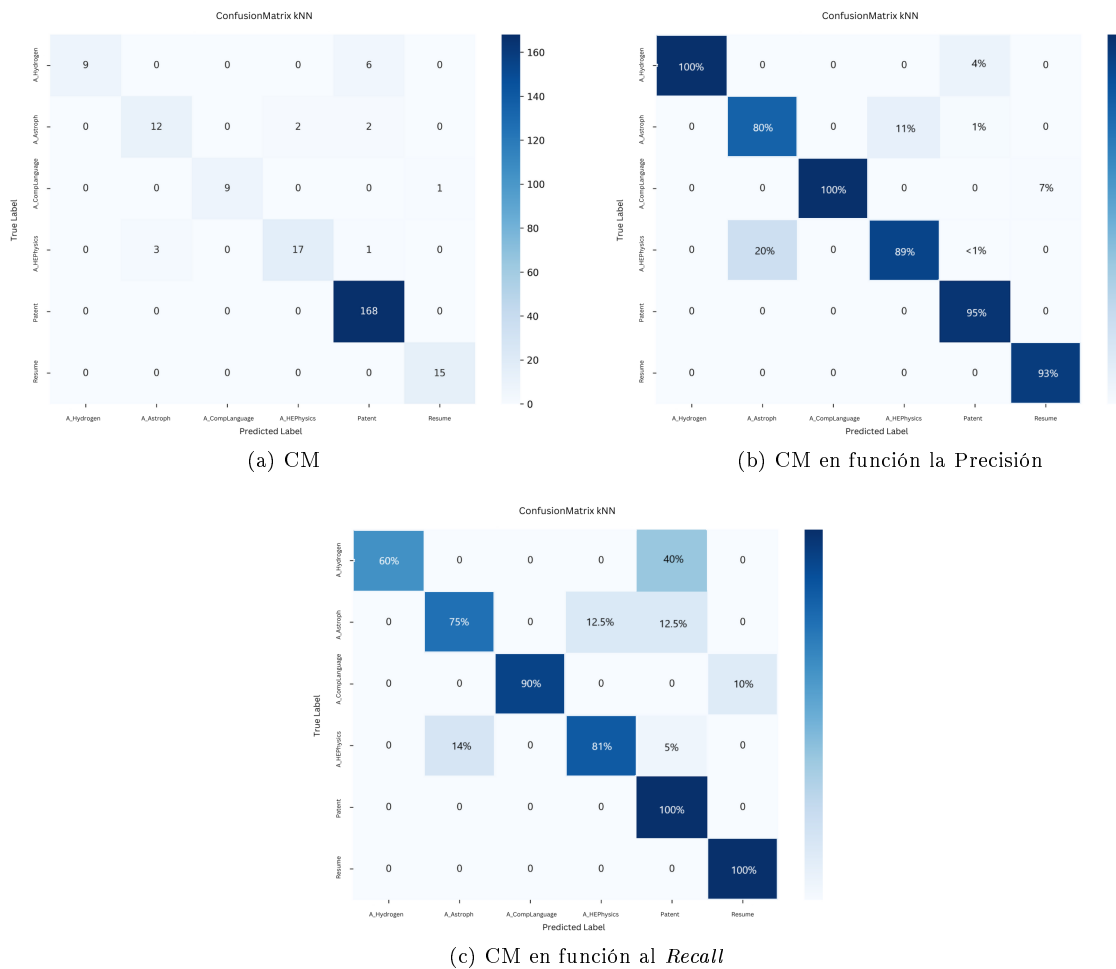 ConfusionMatrix kNN
True Label
A_Hydrogen 9 0 0 0 6 0
A_Astroph 0 12 0 2 2 0
A_CompLanguage 0 0 9 0 0 1
A_HEPhysics 0 3 0 17 1 0
Patent 0 0 0 0 168 0
Resume 0 0 0 0 0 15
A_Hydrogen A_Astroph A_CompLanguage A_HEPhysics Patent Resume
Predicted Label
160
140
120
100
80
60
40
20
0
(a) CM
ConfusionMatrix kNN
True Label
A_Hydrogen 100% 0 0 0 4% 0
A_Astroph 0 80% 0 11% 1% 0
A_CompLanguage 0 0 100% 0 0 7%
A_HEPhysics 0 20% 0 89% <1% 0
Patent 0 0 0 0 95% 0
Resume 0 0 0 0 0 93%
A_Hydrogen A_Astroph A_CompLanguage A_HEPhysics Patent Resume
Predicted Label
(b) CM en función la Precisión
ConfusionMatrix kNN
True Label
A_Hydrogen 60% 0 0 0 40% 0
A_Astroph 0 75% 0 12.5% 12.5% 0
A_CompLanguage 0 0 90% 0 0 10%
A_HEPhysics 0 14% 0 81% 5% 0
Patent 0 0 0 0 100% 0
Resume 0 0 0 0 0 100%
A_Hydrogen A_Astroph A_CompLanguage A_HEPhysics Patent Resume
Predicted Label
(c) CM en función al Recall